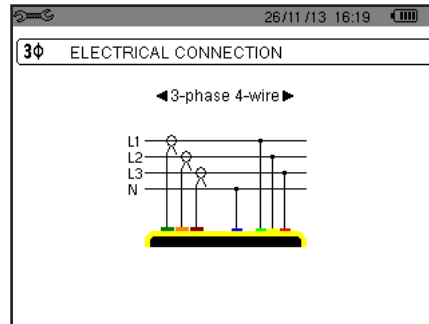 26/11/13 16:19
3Φ ELECTRICAL CONNECTION
◄3-phase 4-wire►
L1
L2
L3
N